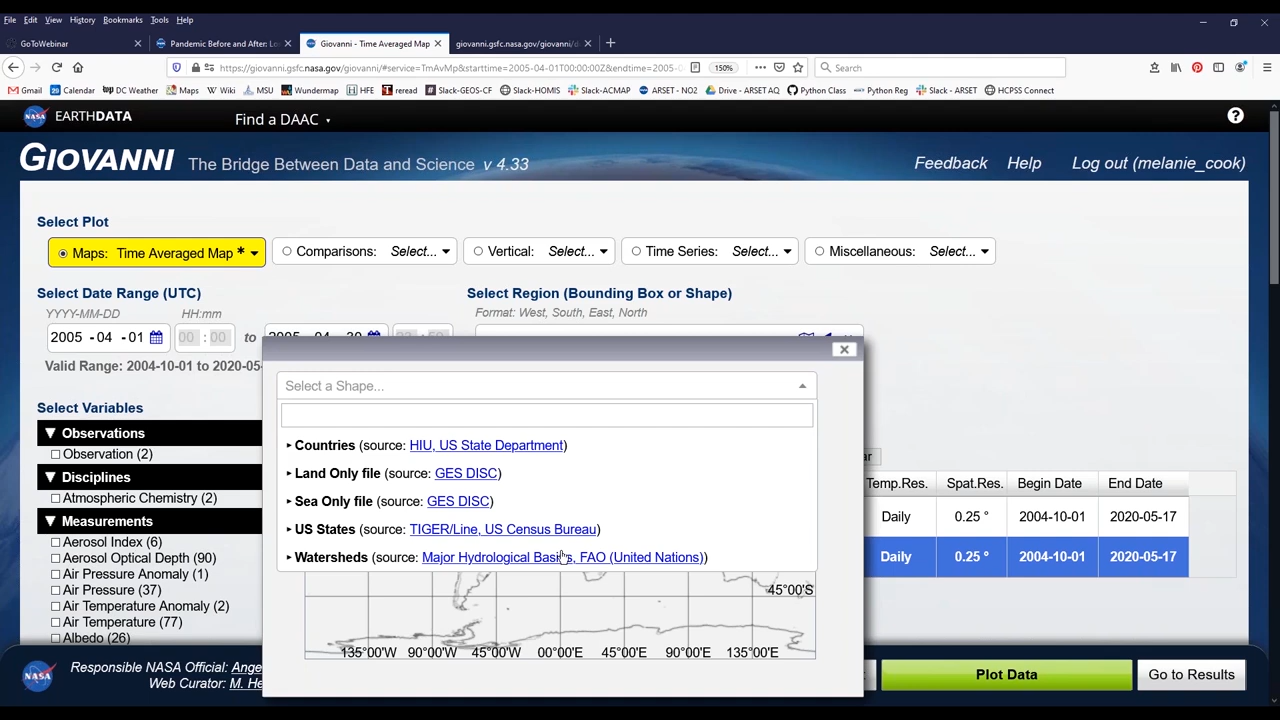 File Edit View History Bookmarks Tools Help
GoToWebinar
Pandemic Before and After: Lo
Giovanni - Time Averaged Map
giovanni.gsfc.nasa.gov/giovanni/d
https://giovanni.gsfc.nasa.gov/giovanni/#service=TmAvMp&starttime=2005-04-01T00:00:00Z&endtime=2005-0
150%
Search
Gmail Calendar DC Weather Maps Wiki MSU Wundermap HFE reread Slack-GEOS-CF Slack-HOMIS Slack-ACMAP ARSET - NO2 Drive - ARSET AQ Python Class Python Reg Slack - ARSET HCPSS Connect
NASA EARTHDATA Find a DAAC ?
GIOVANNI The Bridge Between Data and Science v 4.33 Feedback Help Log out (melanie_cook)
Select Plot
Maps: Time Averaged Map * Comparisons: Select... Vertical: Select... Time Series: Select... Miscellaneous: Select...
Select Date Range (UTC)
YYYY-MM-DD HH:mm
2005 - 04 - 01 00 : 00 to 2005 - 04 - 30 23 : 59
Valid Range: 2004-10-01 to 2020-05-
Select Region (Bounding Box or Shape)
Format: West, South, East, North
Select Variables
Observations
Observation (2)
Disciplines
Atmospheric Chemistry (2)
Measurements
Aerosol Index (6)
Aerosol Optical Depth (90)
Air Pressure Anomaly (1)
Air Pressure (37)
Air Temperature Anomaly (2)
Air Temperature (77)
Albedo (26)
Select a Shape...
Countries (source: HIU, US State Department)
Land Only file (source: GES DISC)
Sea Only file (source: GES DISC)
US States (source: TIGER/Line, US Census Bureau)
Watersheds (source: Major Hydrological Basins, FAO (United Nations))
45°00'S
135°00'W 90°00'W 45°00'W 00°00'E 45°00'E 90°00'E 135°00'E
ar
Temp.Res. Spat.Res. Begin Date End Date
Daily 0.25 ° 2004-10-01 2020-05-17
Daily 0.25 ° 2004-10-01 2020-05-17
NASA
Responsible NASA Official: Ange
Web Curator: M. He
Plot Data
Go to Results